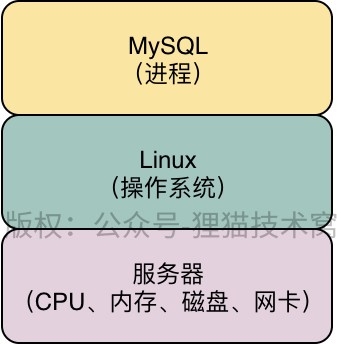 MySQL
（进程）
Linux
（操作系统）
版权：公众号-狸猫技术窝
服务器
（CPU、内存、磁盘、网卡）